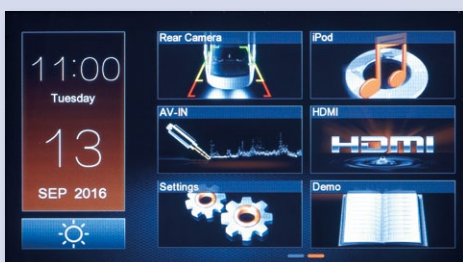 11:00
Tuesday
13
SEP 2016
Rear Camera
iPod
AV-IN
HDMI
HDMI
Settings
Demo